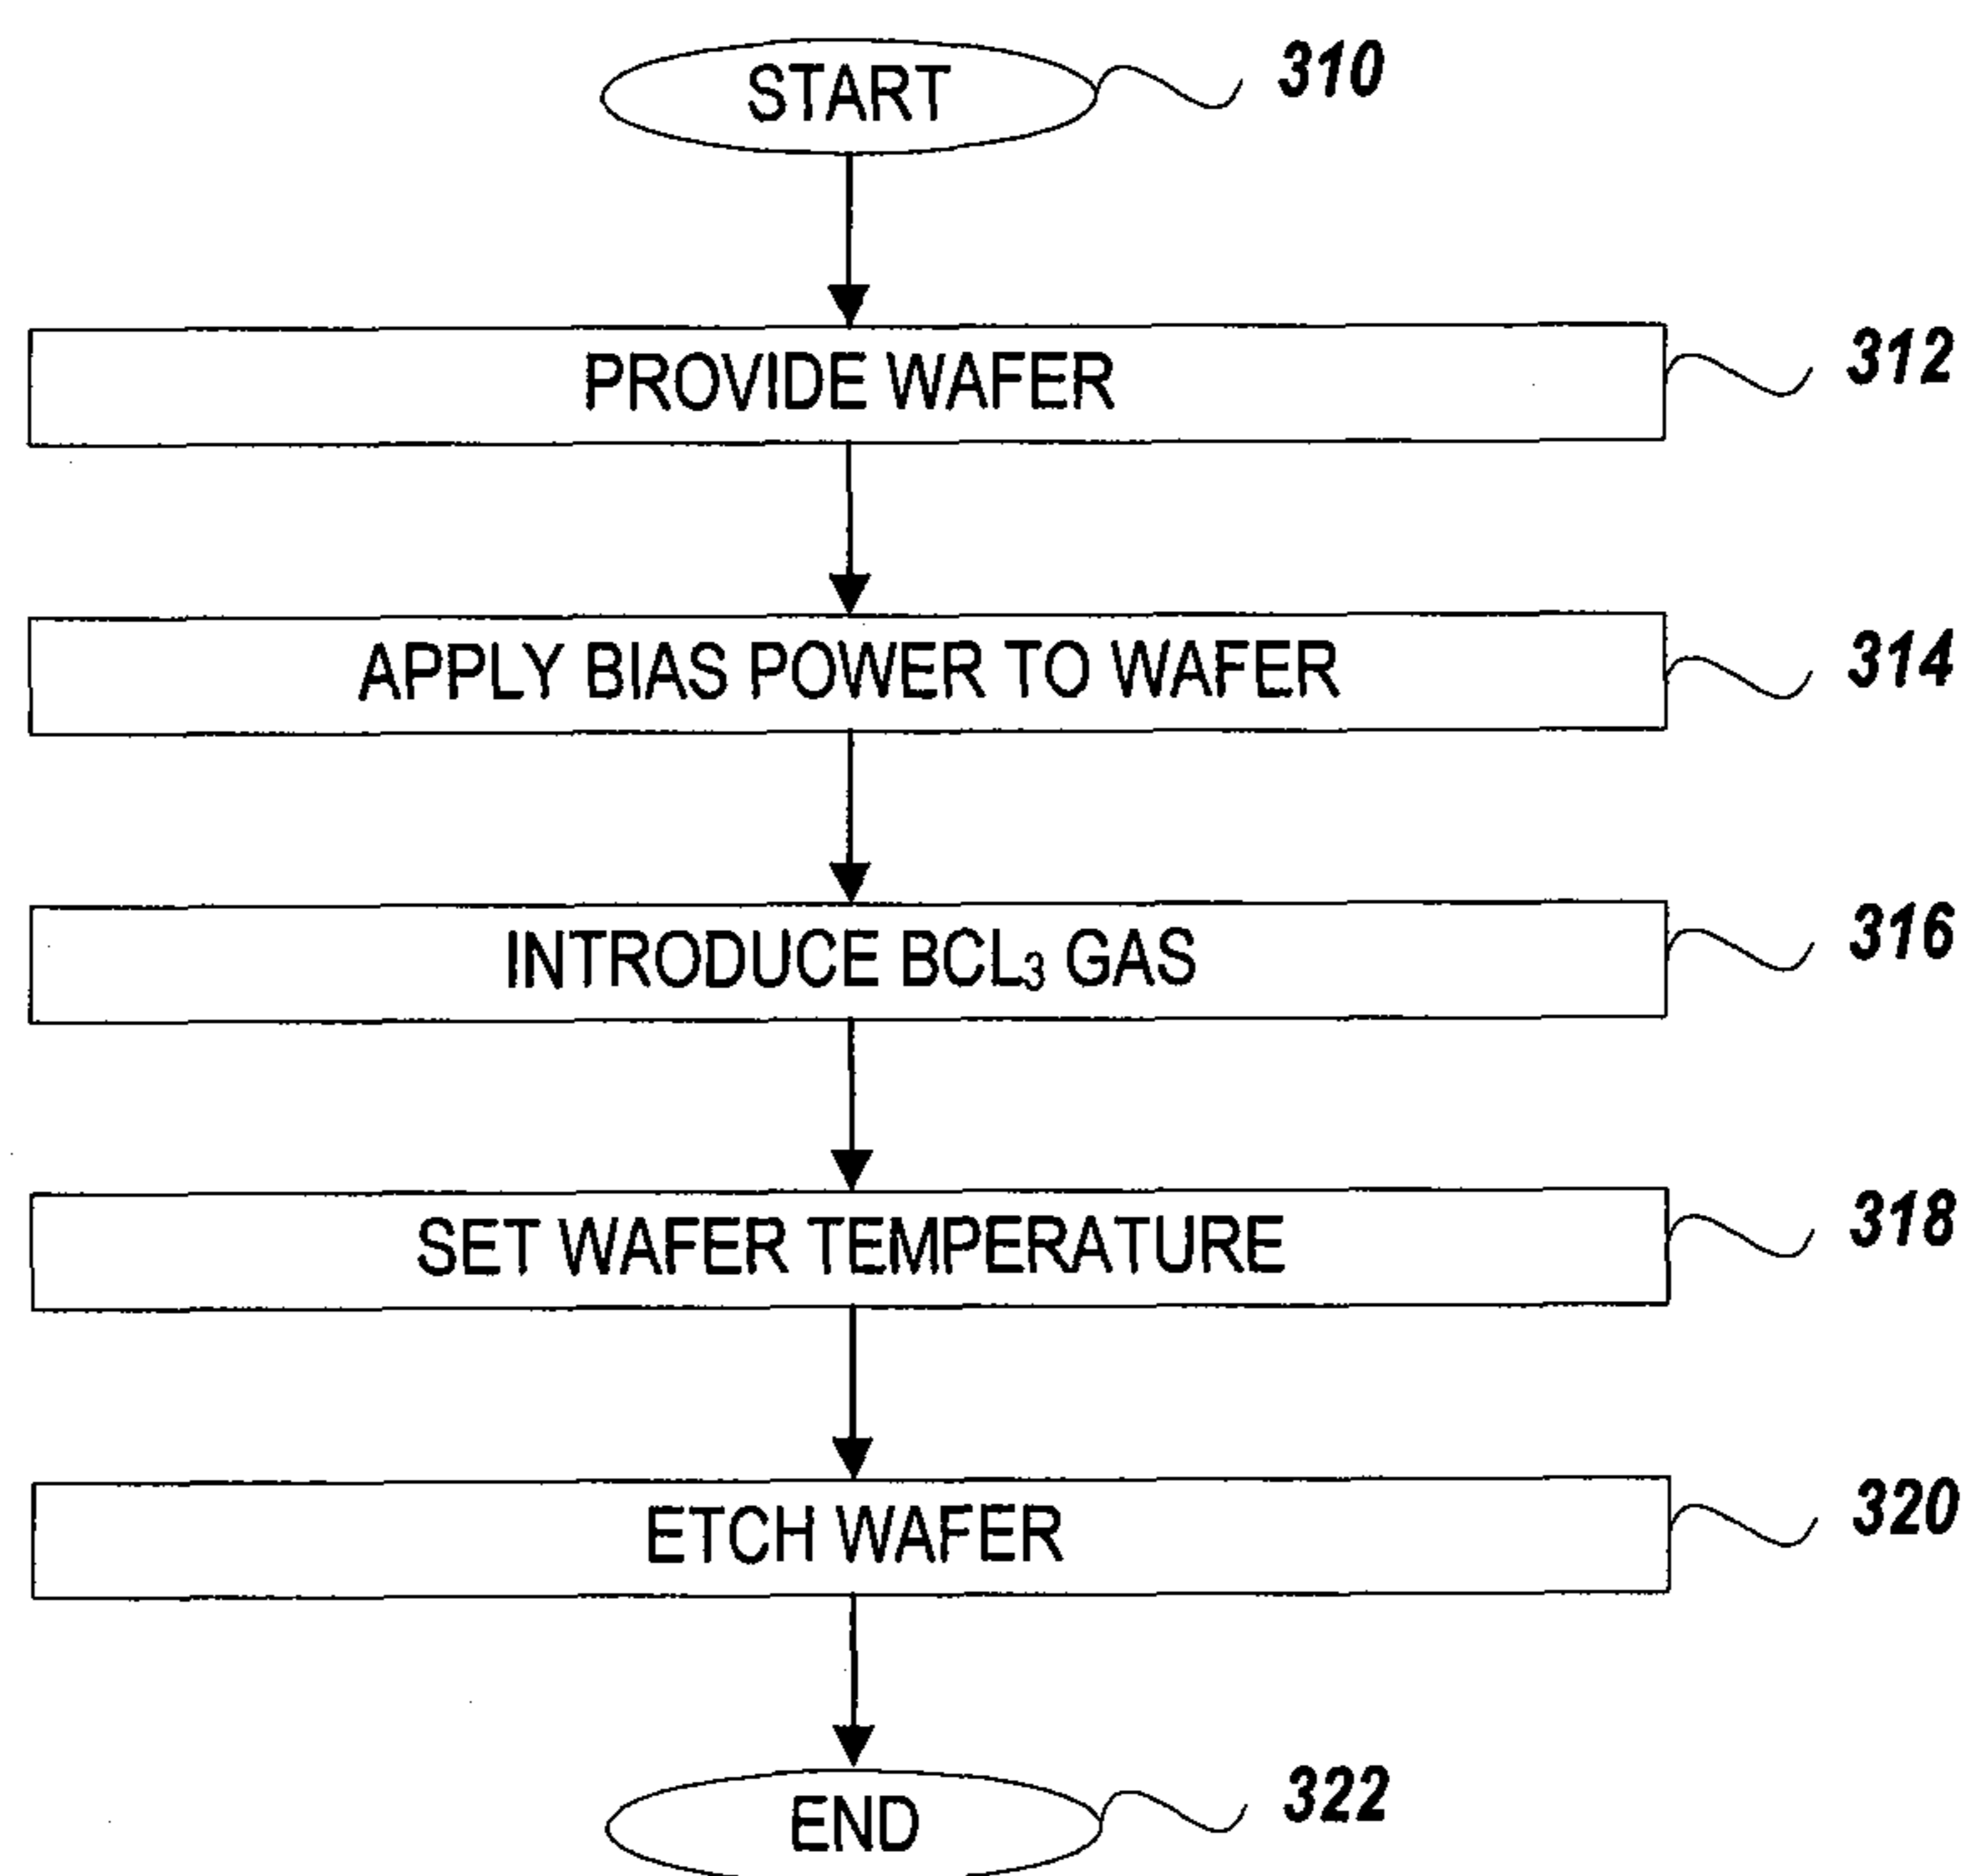 START
310
PROVIDE WAFER
312
APPLY BIAS POWER TO WAFER
314
INTRODUCE BCL₃ GAS
316
SET WAFER TEMPERATURE
318
ETCH WAFER
320
END
322